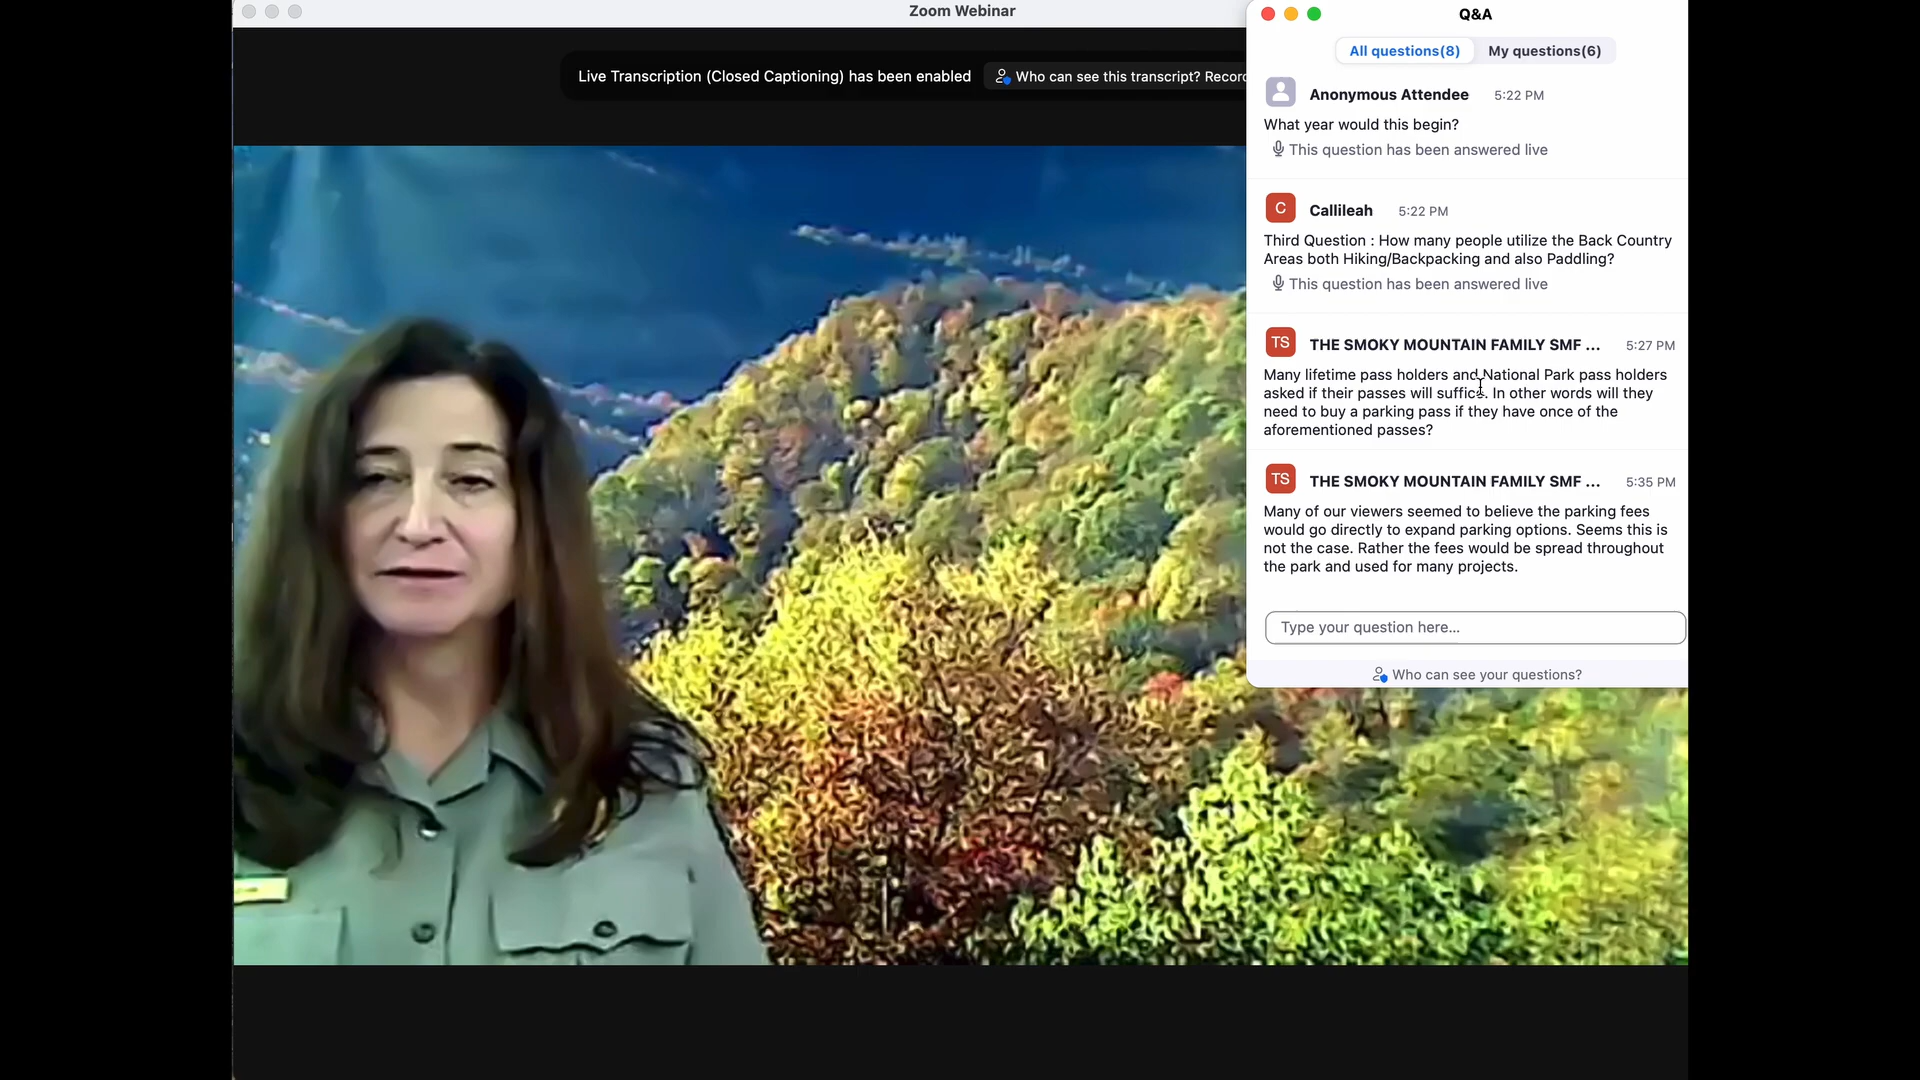 Zoom Webinar
Live Transcription (Closed Captioning) has been enabled
Who can see this transcript? Recor
Q&A
All questions(8)
My questions(6)
Anonymous Attendee 5:22 PM
What year would this begin?
This question has been answered live
C
Callileah 5:22 PM
Third Question : How many people utilize the Back Country
Areas both Hiking/Backpacking and also Paddling?
This question has been answered live
TS
THE SMOKY MOUNTAIN FAMILY SMF ... 5:27 PM
Many lifetime pass holders and National Park pass holders
asked if their passes will suffice. In other words will they
need to buy a parking pass if they have once of the
aforementioned passes?
TS
THE SMOKY MOUNTAIN FAMILY SMF ... 5:35 PM
Many of our viewers seemed to believe the parking fees
would go directly to expand parking options. Seems this is
not the case. Rather the fees would be spread throughout
the park and used for many projects.
Type your question here...
Who can see your questions?